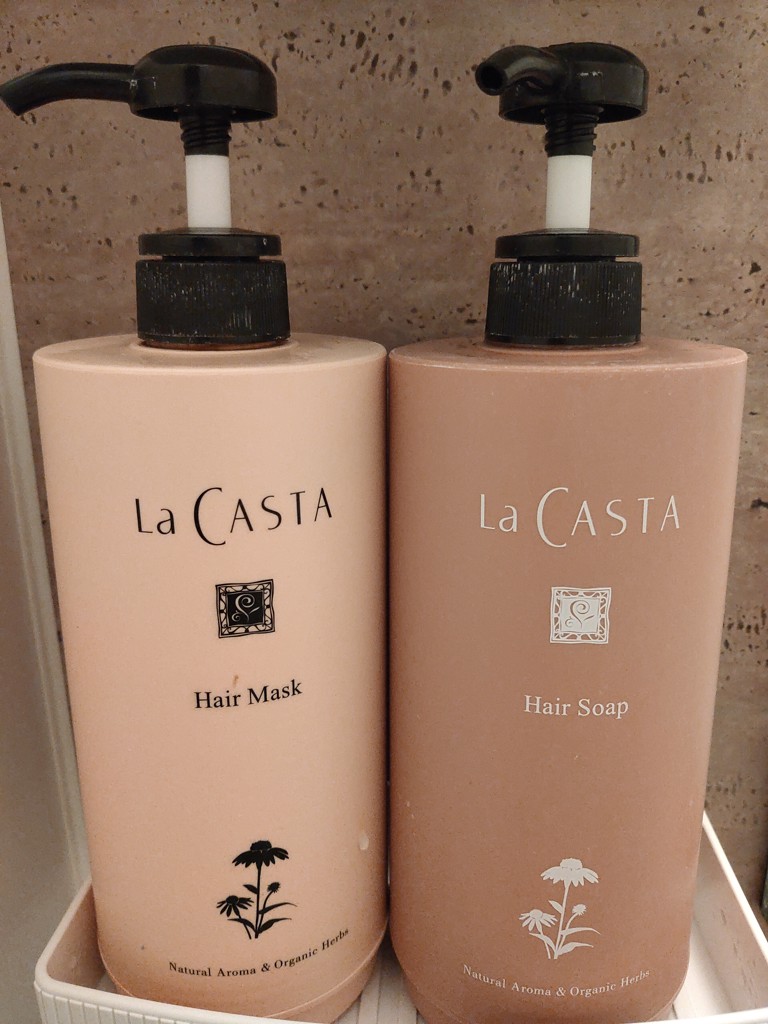 La CASTA
Hair Mask
Natural Aroma & Organic Herbs
La CASTA
Hair Soap
Natural Aroma & Organic Herbs